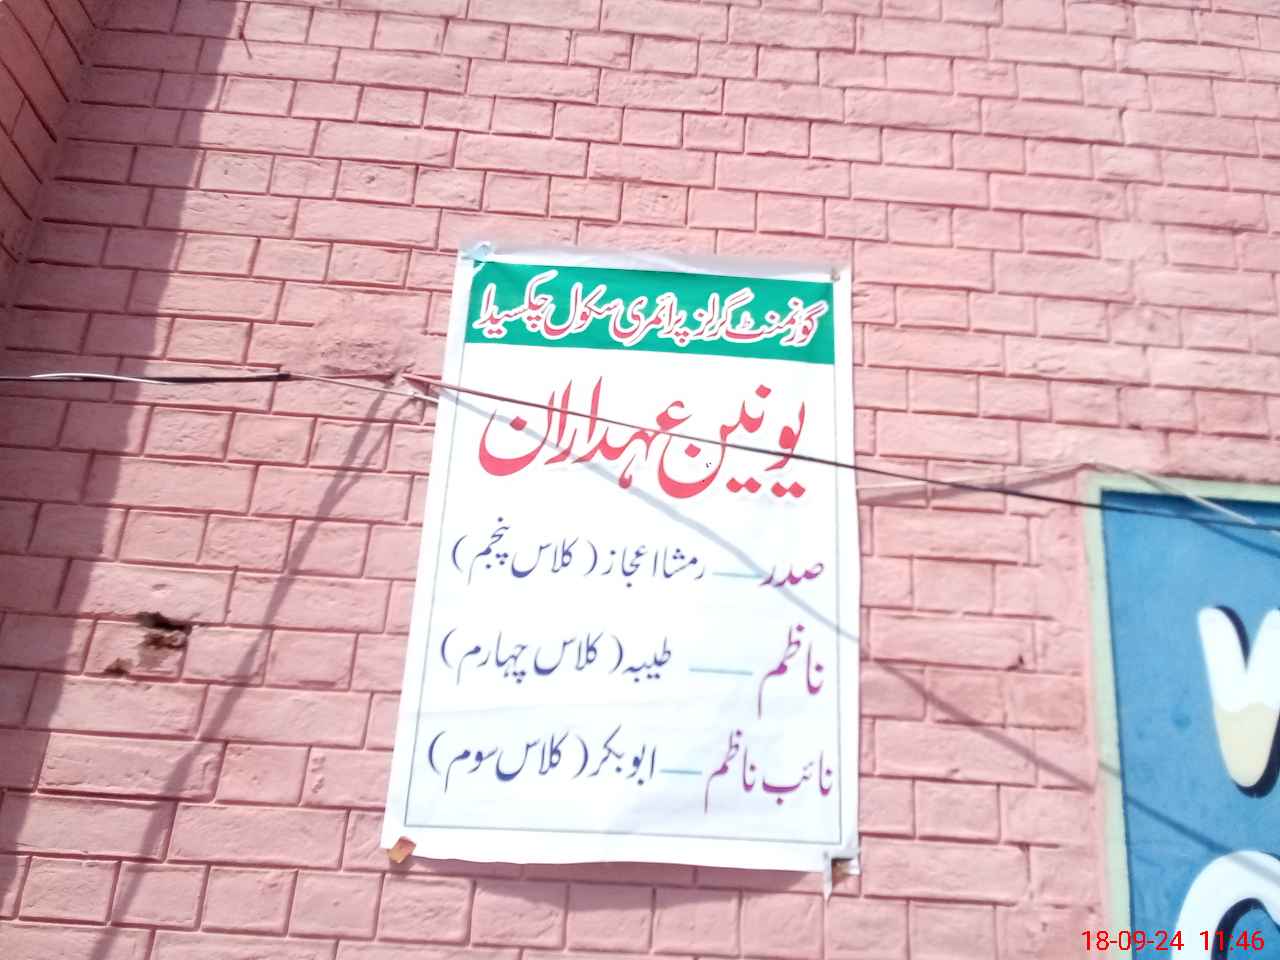 گورنمنٹ گرلز پرائمری سکول چکسیدا
یونین عہداران
صدر — رمشا اعجاز ( کلاس پنجم )
ناظم — طیبہ ( کلاس چہارم )
نائب ناظم — ابوبکر ( کلاس سوم )
18-09-24 11:46